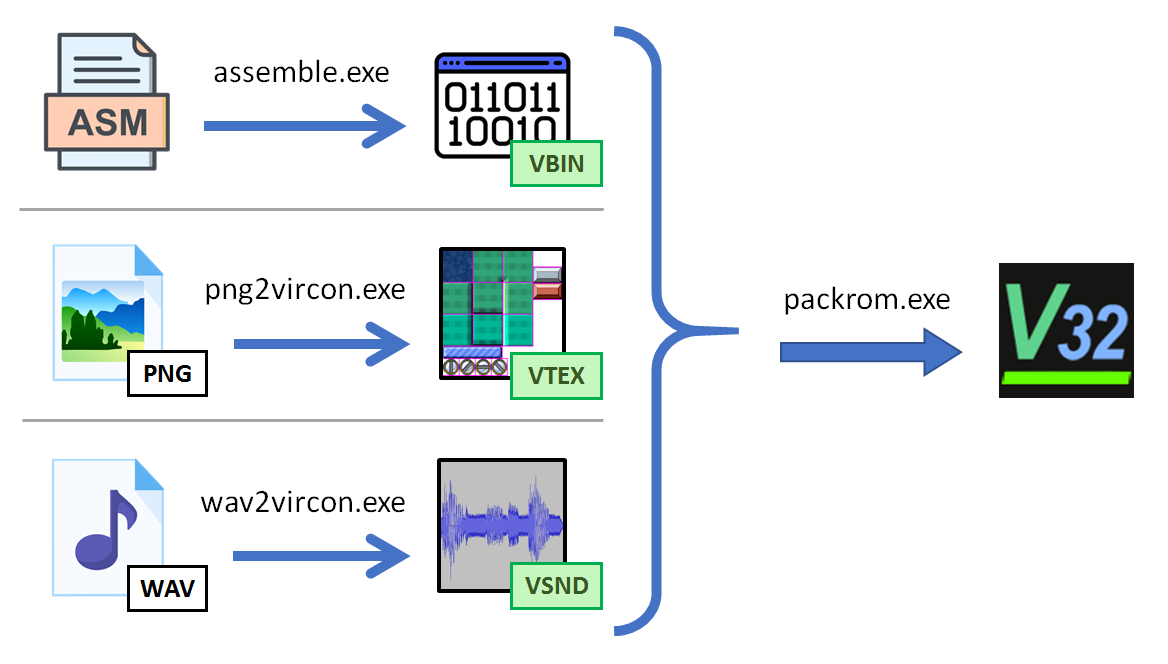 assemble.exe
ASM
011011
10010
VBIN
png2vircon.exe
PNG
VTEX
packrom.exe
V32
wav2vircon.exe
WAV
VSND